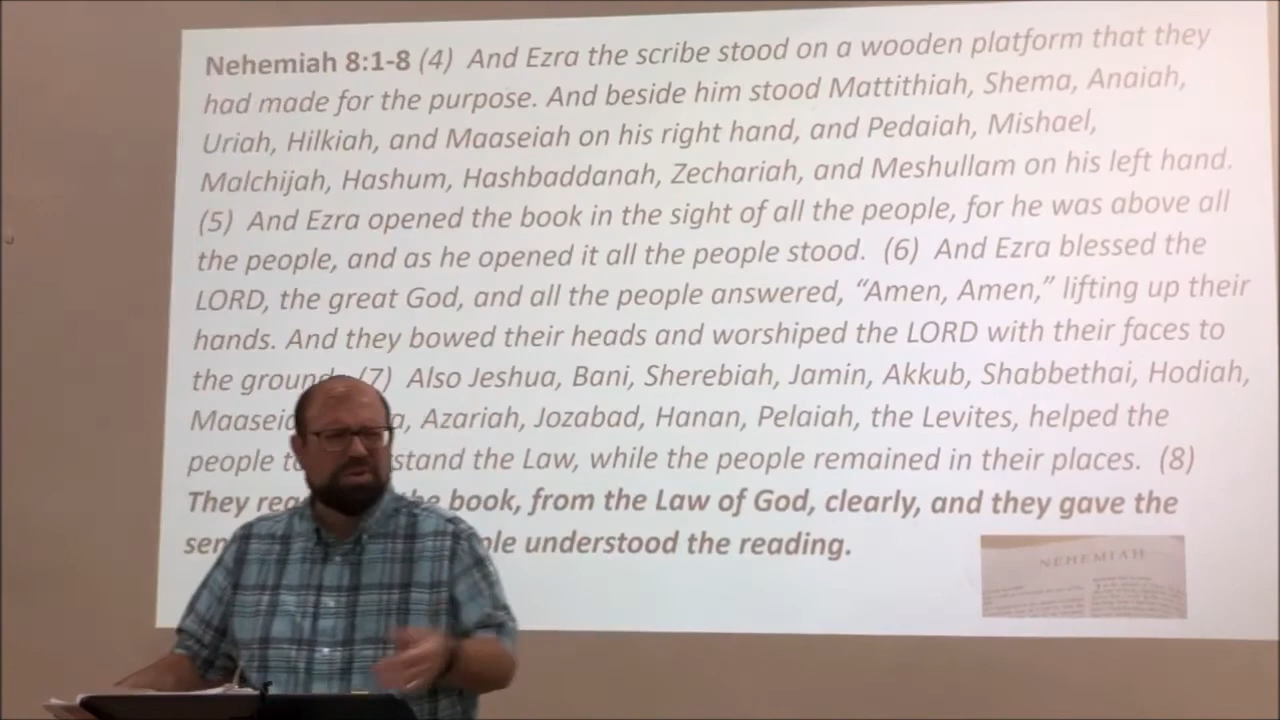 Nehemiah 8:1-8 (4) And Ezra the scribe stood on a wooden platform that they
had made for the purpose. And beside him stood Mattithiah, Shema, Anaiah,
Uriah, Hilkiah, and Maaseiah on his right hand, and Pedaiah, Mishael,
Malchijah, Hashum, Hashbaddanah, Zechariah, and Meshullam on his left hand.
(5) And Ezra opened the book in the sight of all the people, for he was above all
the people, and as he opened it all the people stood. (6) And Ezra blessed the
LORD, the great God, and all the people answered, “Amen, Amen,” lifting up their
hands. And they bowed their heads and worshiped the LORD with their faces to
the ground. (7) Also Jeshua, Bani, Sherebiah, Jamin, Akkub, Shabbethai, Hodiah,
Azariah, Jozabad, Hanan, Pelaiah, the Levites, helped the
people the Law, while the people remained in their places. (8)
They book, from the Law of God, clearly, and they gave the
understood the reading.
NEHEMIAH